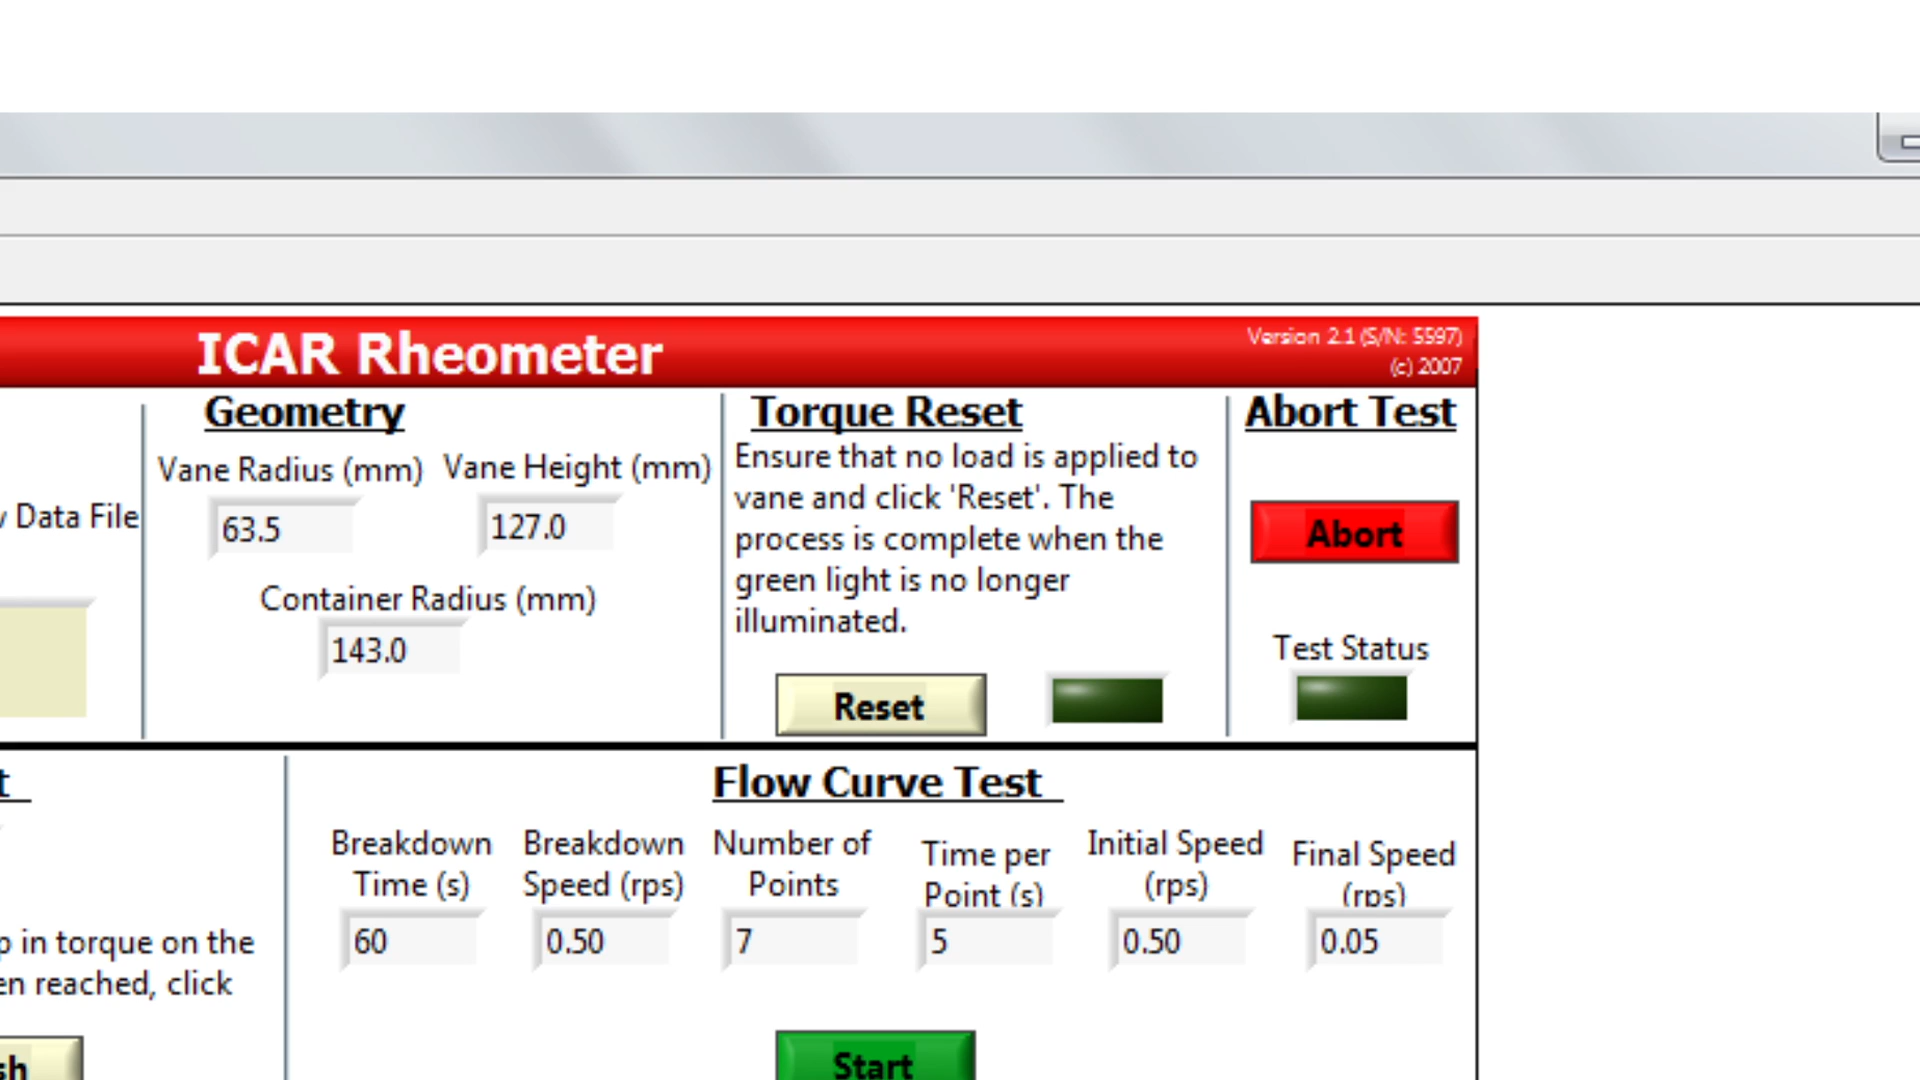 ICAR Rheometer
Version 2.1 (S/N: 5597)
(c) 2007
Data File
Geometry
Vane Radius (mm)
Vane Height (mm)
63.5
127.0
Container Radius (mm)
143.0
Torque Reset
Ensure that no load is applied to
vane and click 'Reset'. The
process is complete when the
green light is no longer
illuminated.
Reset
Abort Test
Abort
Test Status
p in torque on the
en reached, click
sh
Flow Curve Test
Breakdown
Time (s)
60
Breakdown
Speed (rps)
0.50
Number of
Points
7
Time per
Point (s)
5
Initial Speed
(rps)
0.50
Final Speed
(rps)
0.05
Start